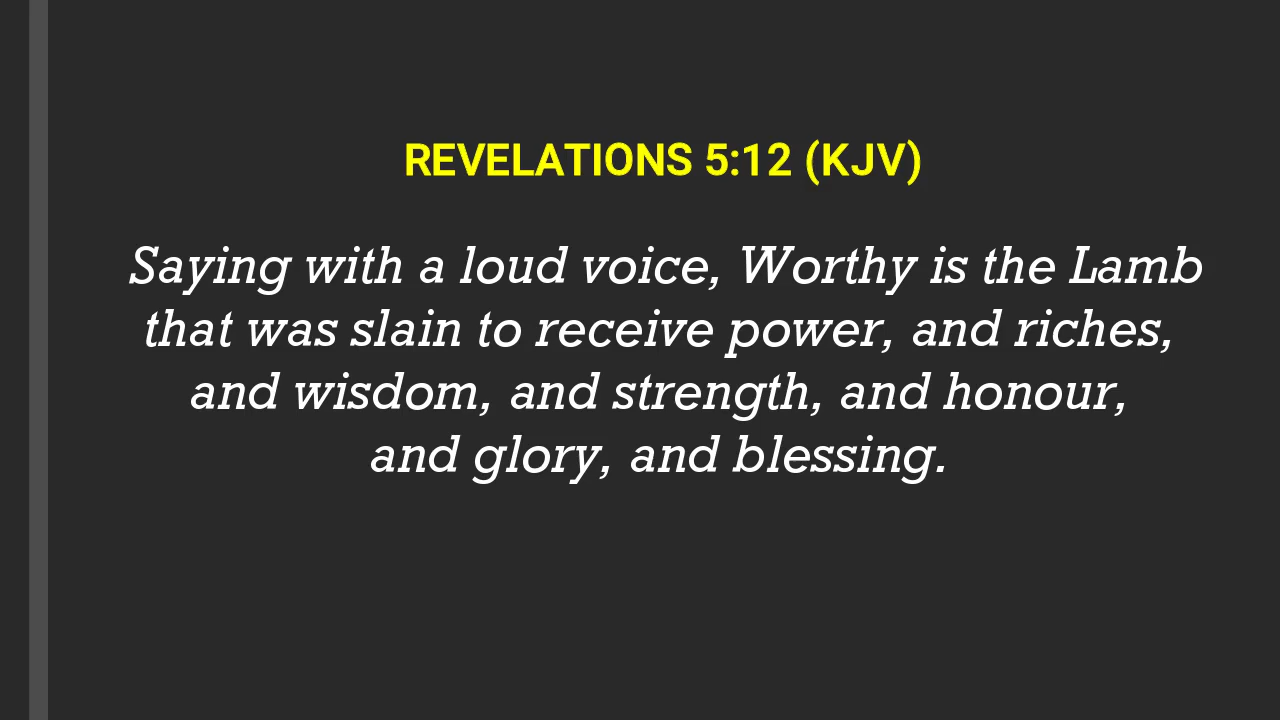 REVELATIONS 5:12 (KJV)
Saying with a loud voice, Worthy is the Lamb
that was slain to receive power, and riches,
and wisdom, and strength, and honour,
and glory, and blessing.